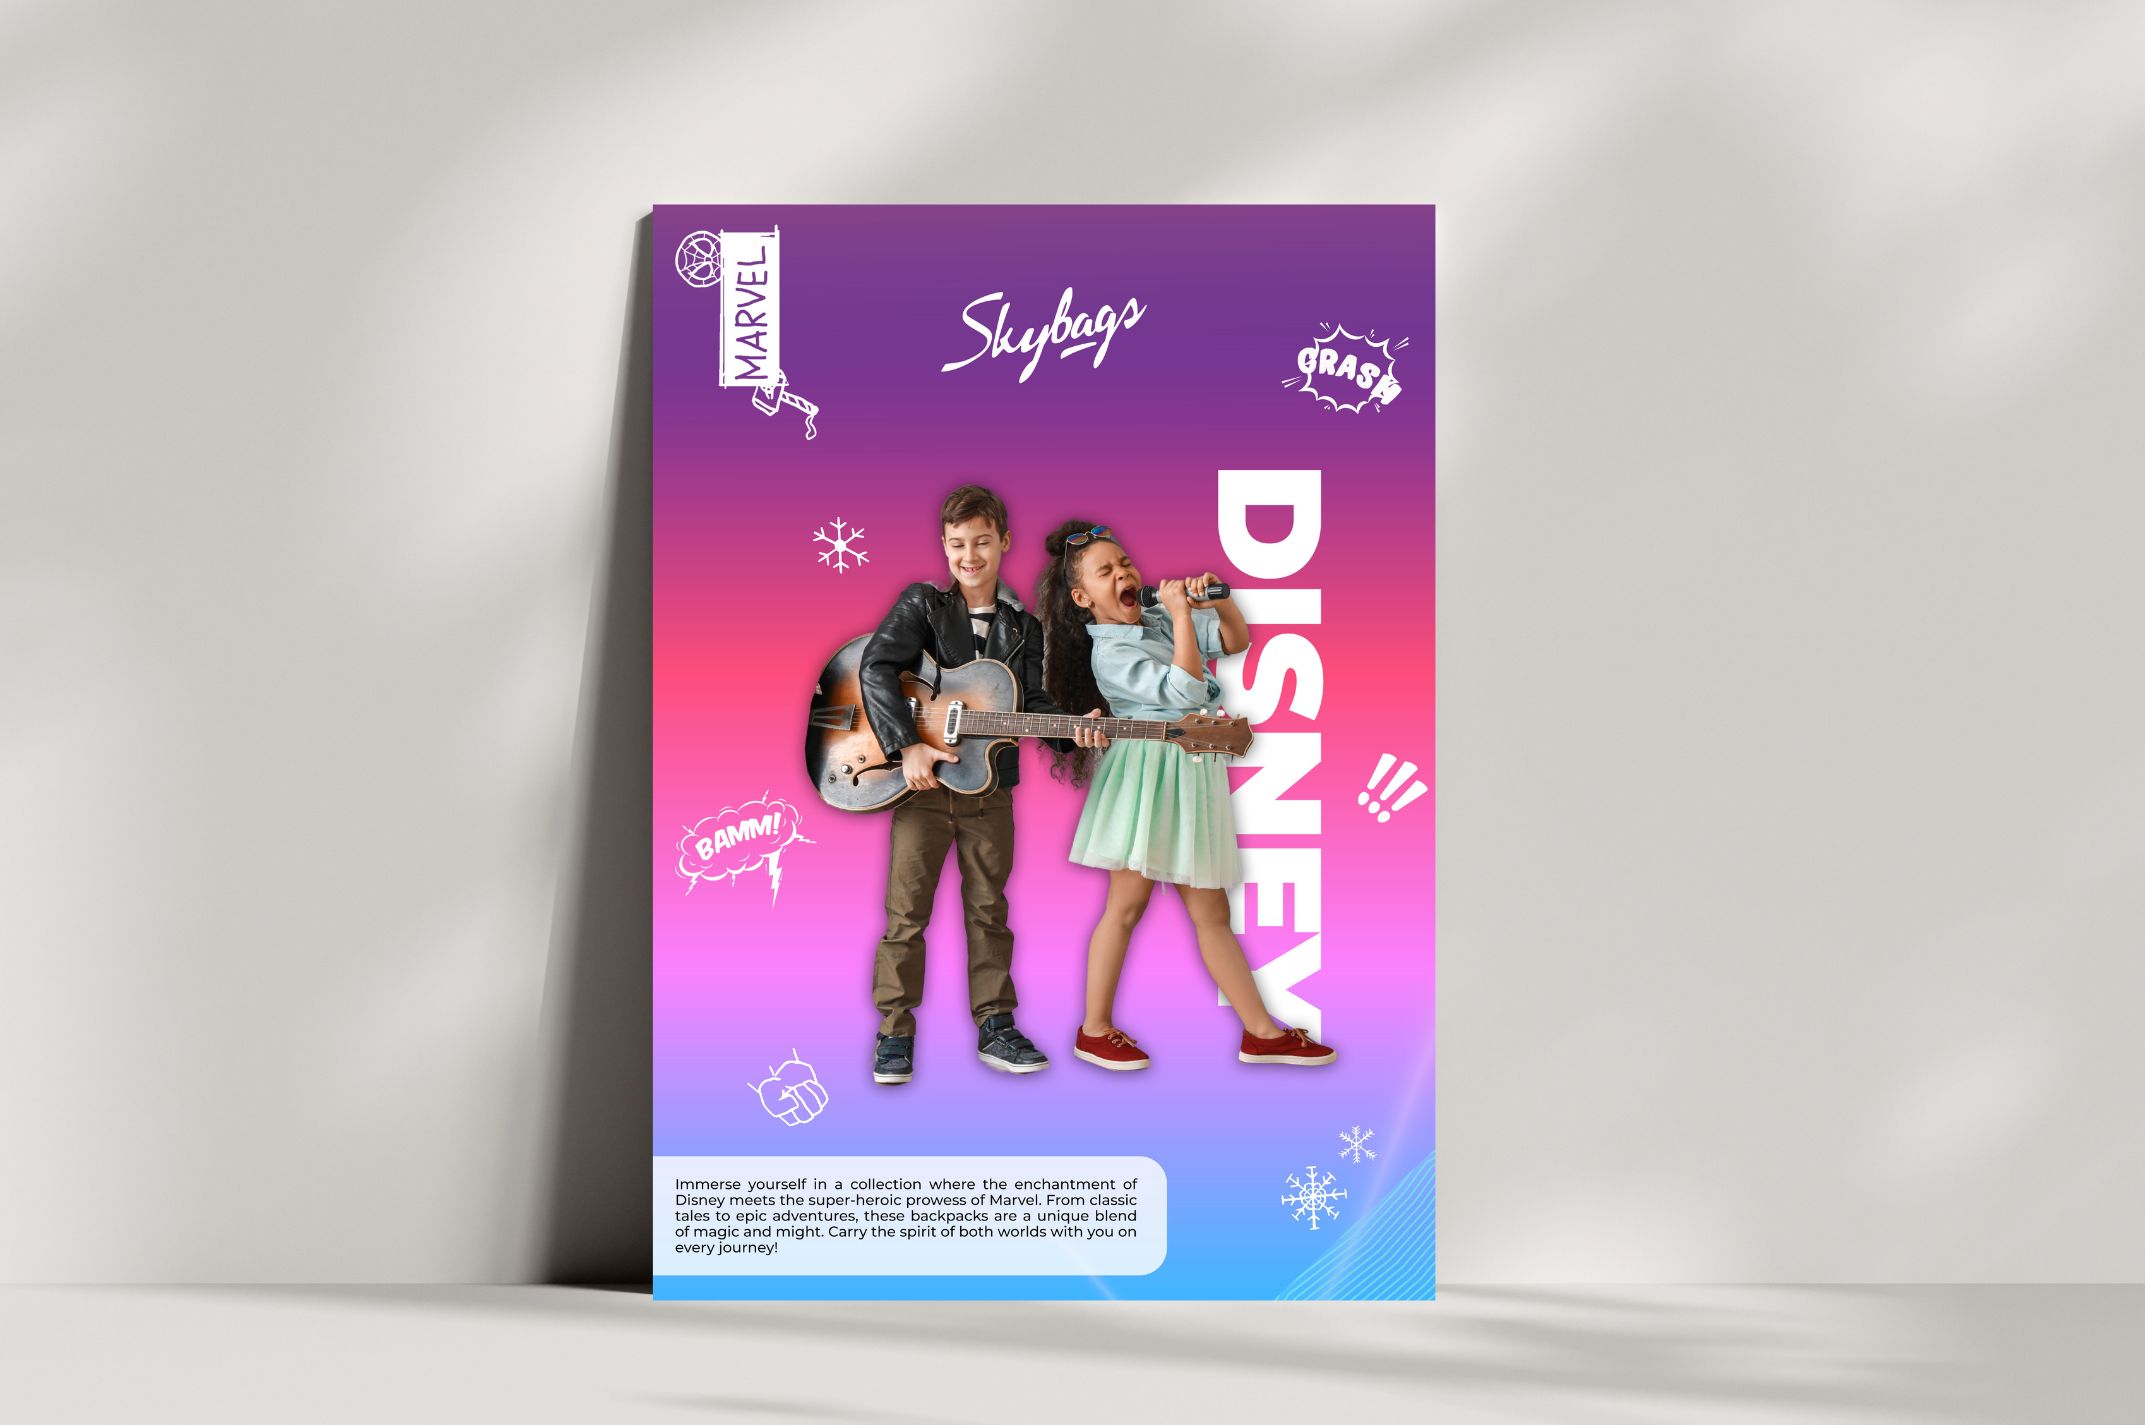 MARVEL
Skybags
CRASH
DISNEY
BAMM!
!!!
Immerse yourself in a collection where the enchantment of
Disney meets the super-heroic prowess of Marvel. From classic
tales to epic adventures, these backpacks are a unique blend
of magic and might. Carry the spirit of both worlds with you on
every journey!